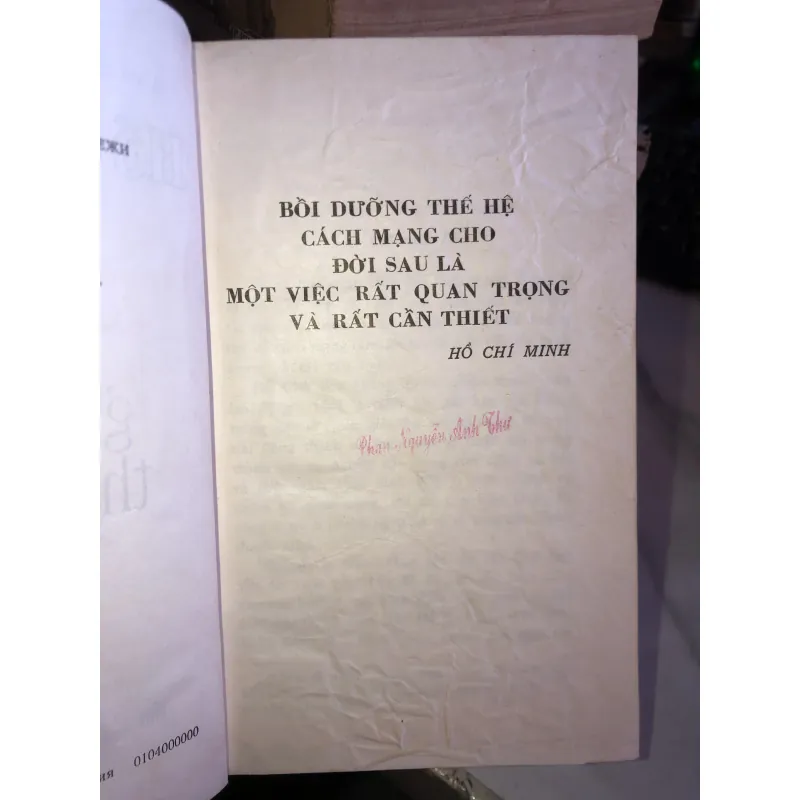 BỒI DƯỠNG THẾ HỆ
CÁCH MẠNG CHO
ĐỜI SAU LÀ
MỘT VIỆC RẤT QUAN TRỌNG
VÀ RẤT CẦN THIẾT
HỒ CHÍ MINH
Phan Nguyễn Anh Thư
0104000000